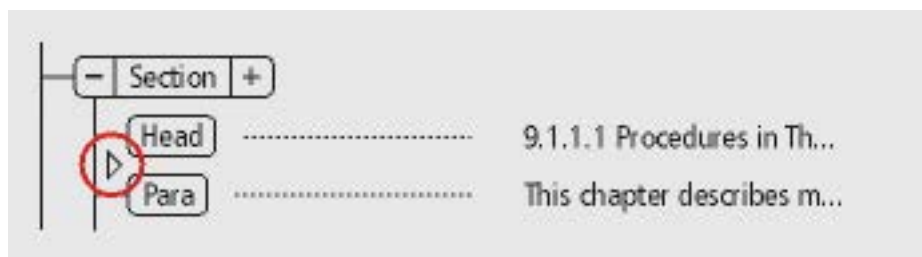 − Section +
Head 9.1.1.1 Procedures in Th...
Para This chapter describes m...